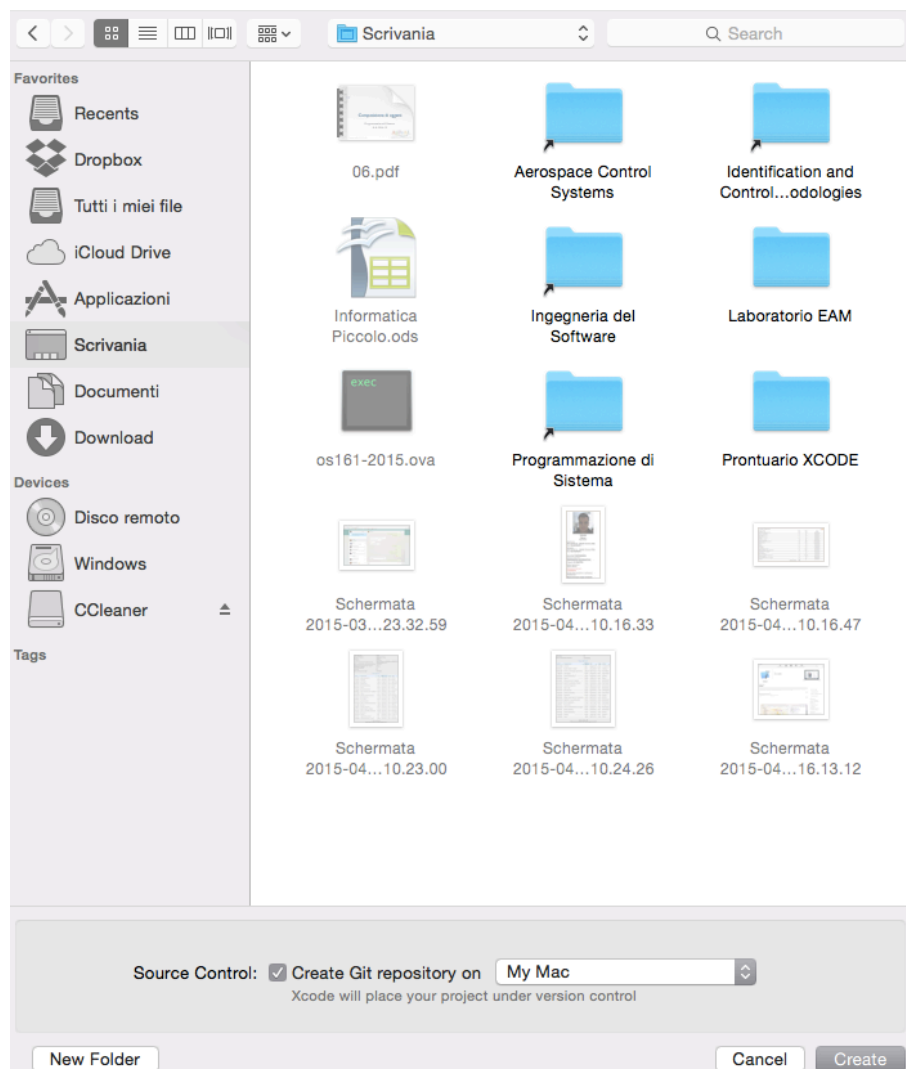 Scrivania
Search
Favorites
Recents
Dropbox
Tutti i miei file
iCloud Drive
Applicazioni
Scrivania
Documenti
Download
Devices
Disco remoto
Windows
CCleaner
Tags
06.pdf
Aerospace Control
Systems
Identification and
Control...odologies
Informatica
Piccolo.ods
Ingegneria del
Software
Laboratorio EAM
exec
os161-2015.ova
Programmazione di
Sistema
Prontuario XCODE
Schermata
2015-03...23.32.59
Schermata
2015-04...10.16.33
Schermata
2015-04...10.16.47
Schermata
2015-04...10.23.00
Schermata
2015-04...10.24.26
Schermata
2015-04...16.13.12
Source Control: Create Git repository on My Mac
Xcode will place your project under version control
New Folder Cancel Create